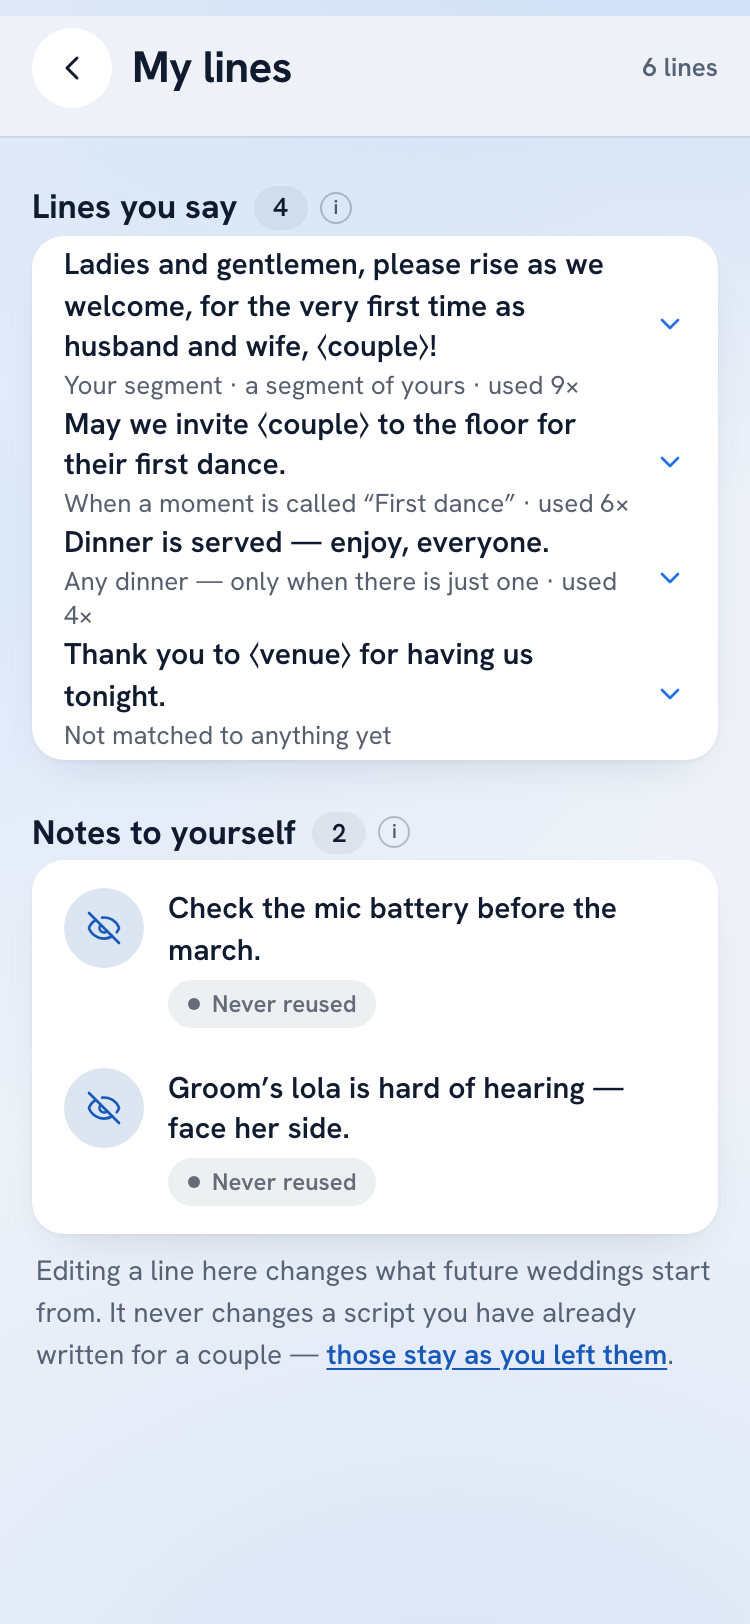 My lines
6 lines
Lines you say 4 i
Ladies and gentlemen, please rise as we
welcome, for the very first time as
husband and wife, ⟨couple⟩!
Your segment · a segment of yours · used 9×
May we invite ⟨couple⟩ to the floor for
their first dance.
When a moment is called “First dance” · used 6×
Dinner is served — enjoy, everyone.
Any dinner — only when there is just one · used
4×
Thank you to ⟨venue⟩ for having us
tonight.
Not matched to anything yet
Notes to yourself 2 i
Check the mic battery before the
march.
Never reused
Groom’s lola is hard of hearing —
face her side.
Never reused
Editing a line here changes what future weddings start
from. It never changes a script you have already
written for a couple — those stay as you left them.